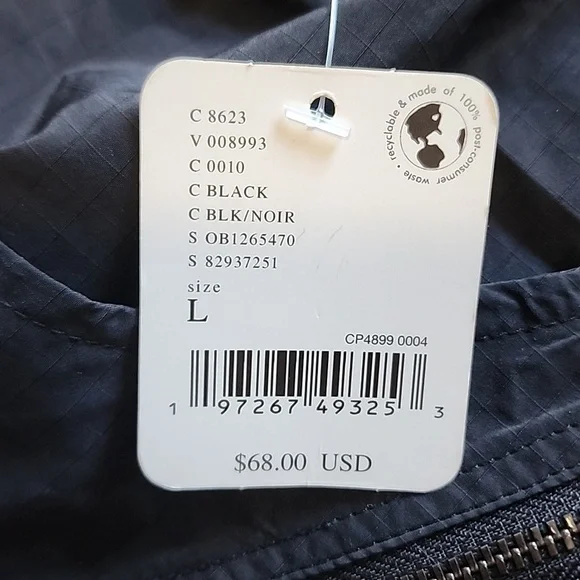 C 8623
V 008993
C 0010
C BLACK
C BLK/NOIR
S OB1265470
S 82937251
size
L
recyclable & made of 100% post-consumer waste •
CP4899 0004
1 97267 49325 3
$68.00 USD